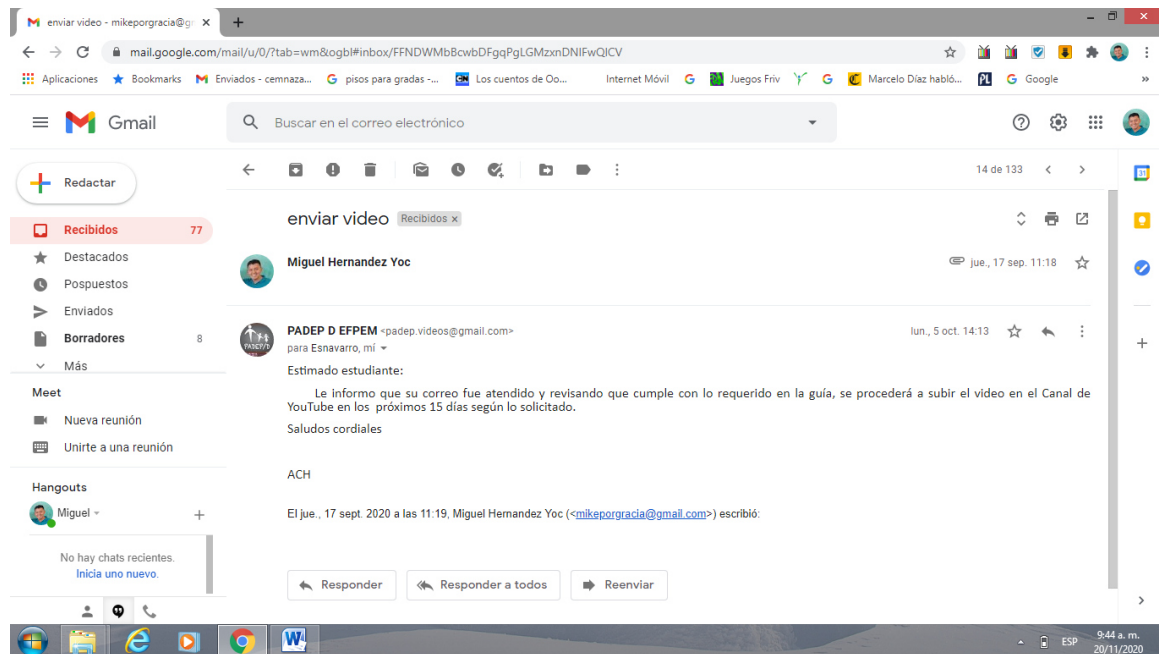 enviar video - mikeporgracia@g
mail.google.com/mail/u/0/?tab=wm&ogbl#inbox/FFNDWMbBcwbDFgqPgLGMzxnDNIFwQICV
Aplicaciones Bookmarks Enviados - cemnaza... pisos para gradas -... Los cuentos de Oo... Internet Móvil Juegos Friv Marcelo Díaz habló... Google »
Gmail Buscar en el correo electrónico
Redactar 14 de 133
enviar video Recibidos x
Recibidos 77
Destacados
Pospuestos
Enviados
Borradores 8
Más
Meet
Nueva reunión
Unirte a una reunión
Hangouts
Miguel
No hay chats recientes.
Inicia uno nuevo.
Miguel Hernandez Yoc jue., 17 sep. 11:18
PADEP D EFPEM <padep.videos@gmail.com> lun., 5 oct. 14:13
para Esnavarro, mí
Estimado estudiante:
Le informo que su correo fue atendido y revisando que cumple con lo requerido en la guía, se procederá a subir el video en el Canal de
YouTube en los próximos 15 días según lo solicitado.
Saludos cordiales
ACH
El jue., 17 sept. 2020 a las 11:19, Miguel Hernandez Yoc (<mikeporgracia@gmail.com>) escribió:
Responder Responder a todos Reenviar
ESP 9:44 a. m.
20/11/2020